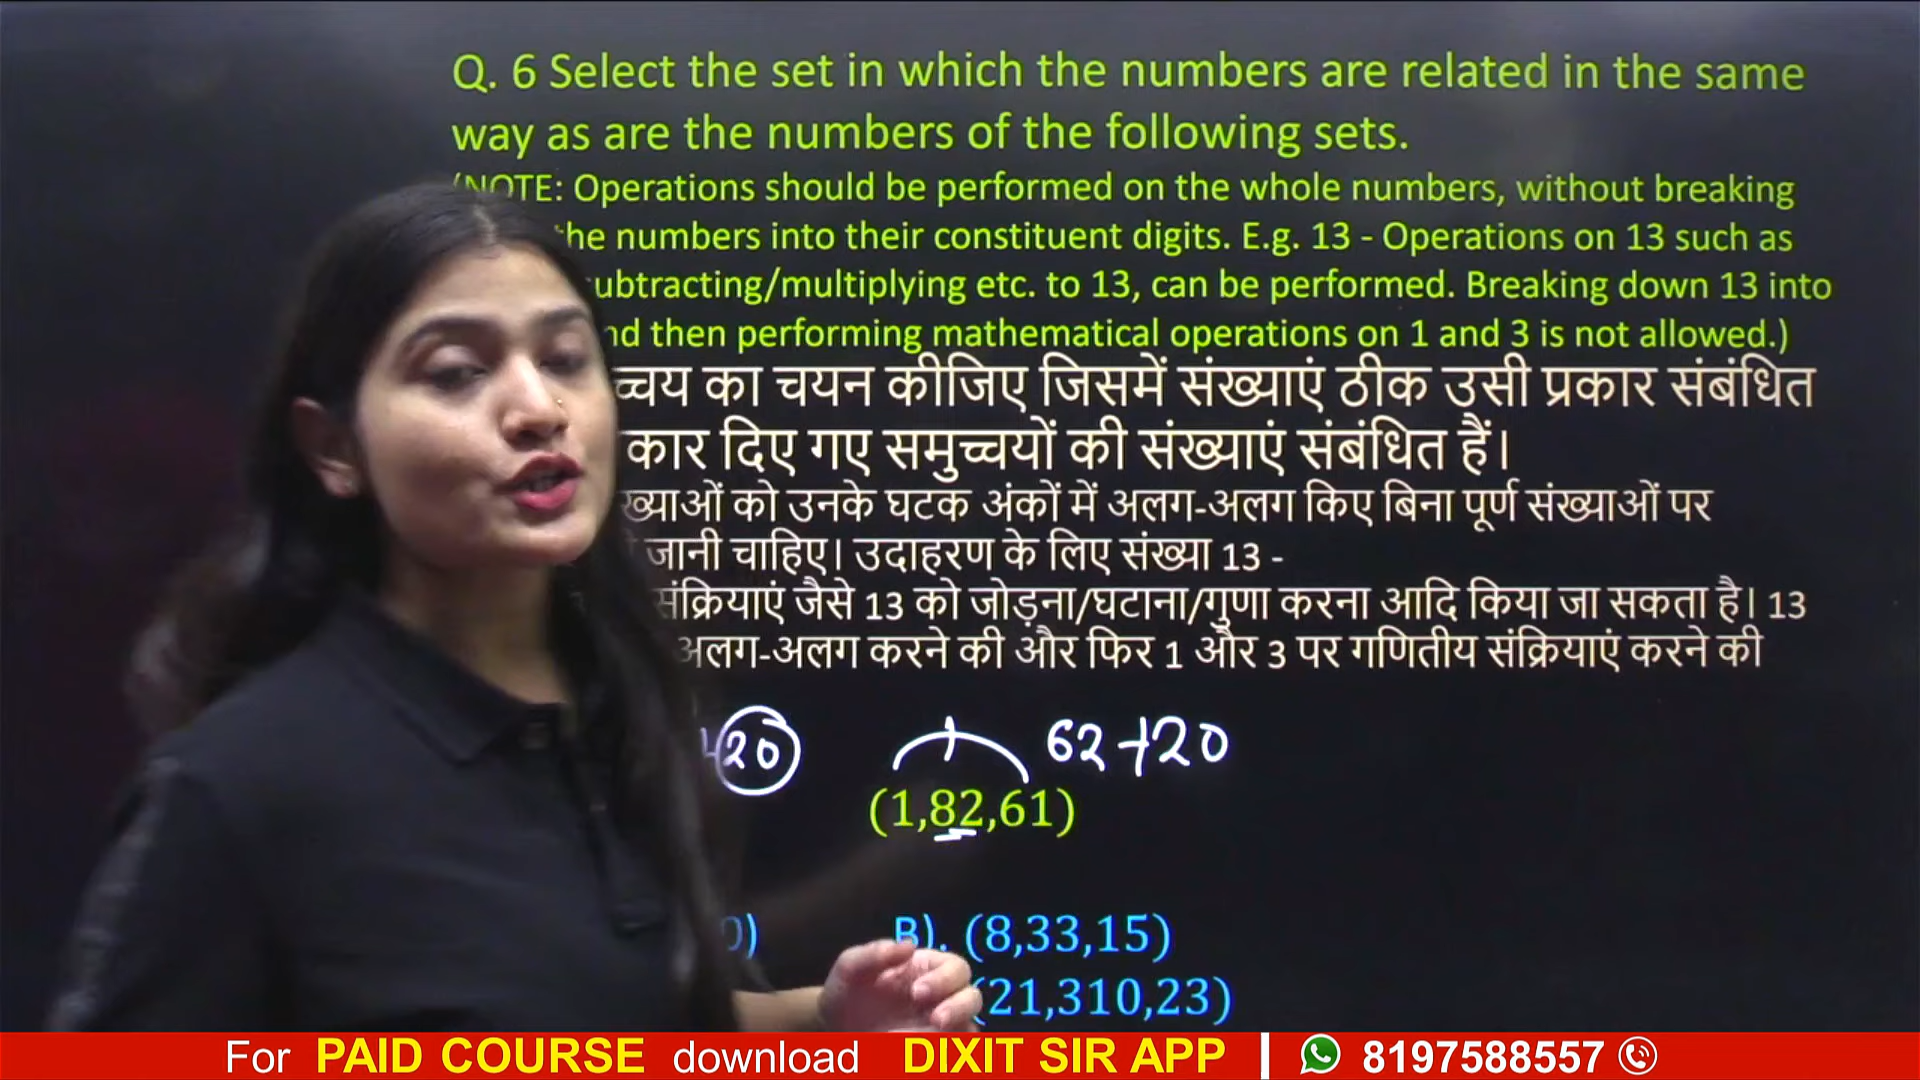 Q. 6 Select the set in which the numbers are related in the same
way as are the numbers of the following sets.
(NOTE: Operations should be performed on the whole numbers, without breaking
the numbers into their constituent digits. E.g. 13 - Operations on 13 such as
subtracting/multiplying etc. to 13, can be performed. Breaking down 13 into
then performing mathematical operations on 1 and 3 is not allowed.)
का चयन कीजिए जिसमें संख्याएं ठीक उसी प्रकार संबंधित
दिए गए समुच्चयों की संख्याएं संबंधित हैं।
को उनके घटक अंकों में अलग-अलग किए बिना पूर्ण संख्याओं पर
जानी चाहिए। उदाहरण के लिए संख्या 13 -
संक्रियाएं जैसे 13 को जोड़ना/घटाना/गुणा करना आदि किया जा सकता है। 13
अलग-अलग करने की और फिर 1 और 3 पर गणितीय संक्रियाएं करने की
20 62+20
(1,82,61)
B). (8,33,15)
(21,310,23)
For PAID COURSE download DIXIT SIR APP | 8197588557